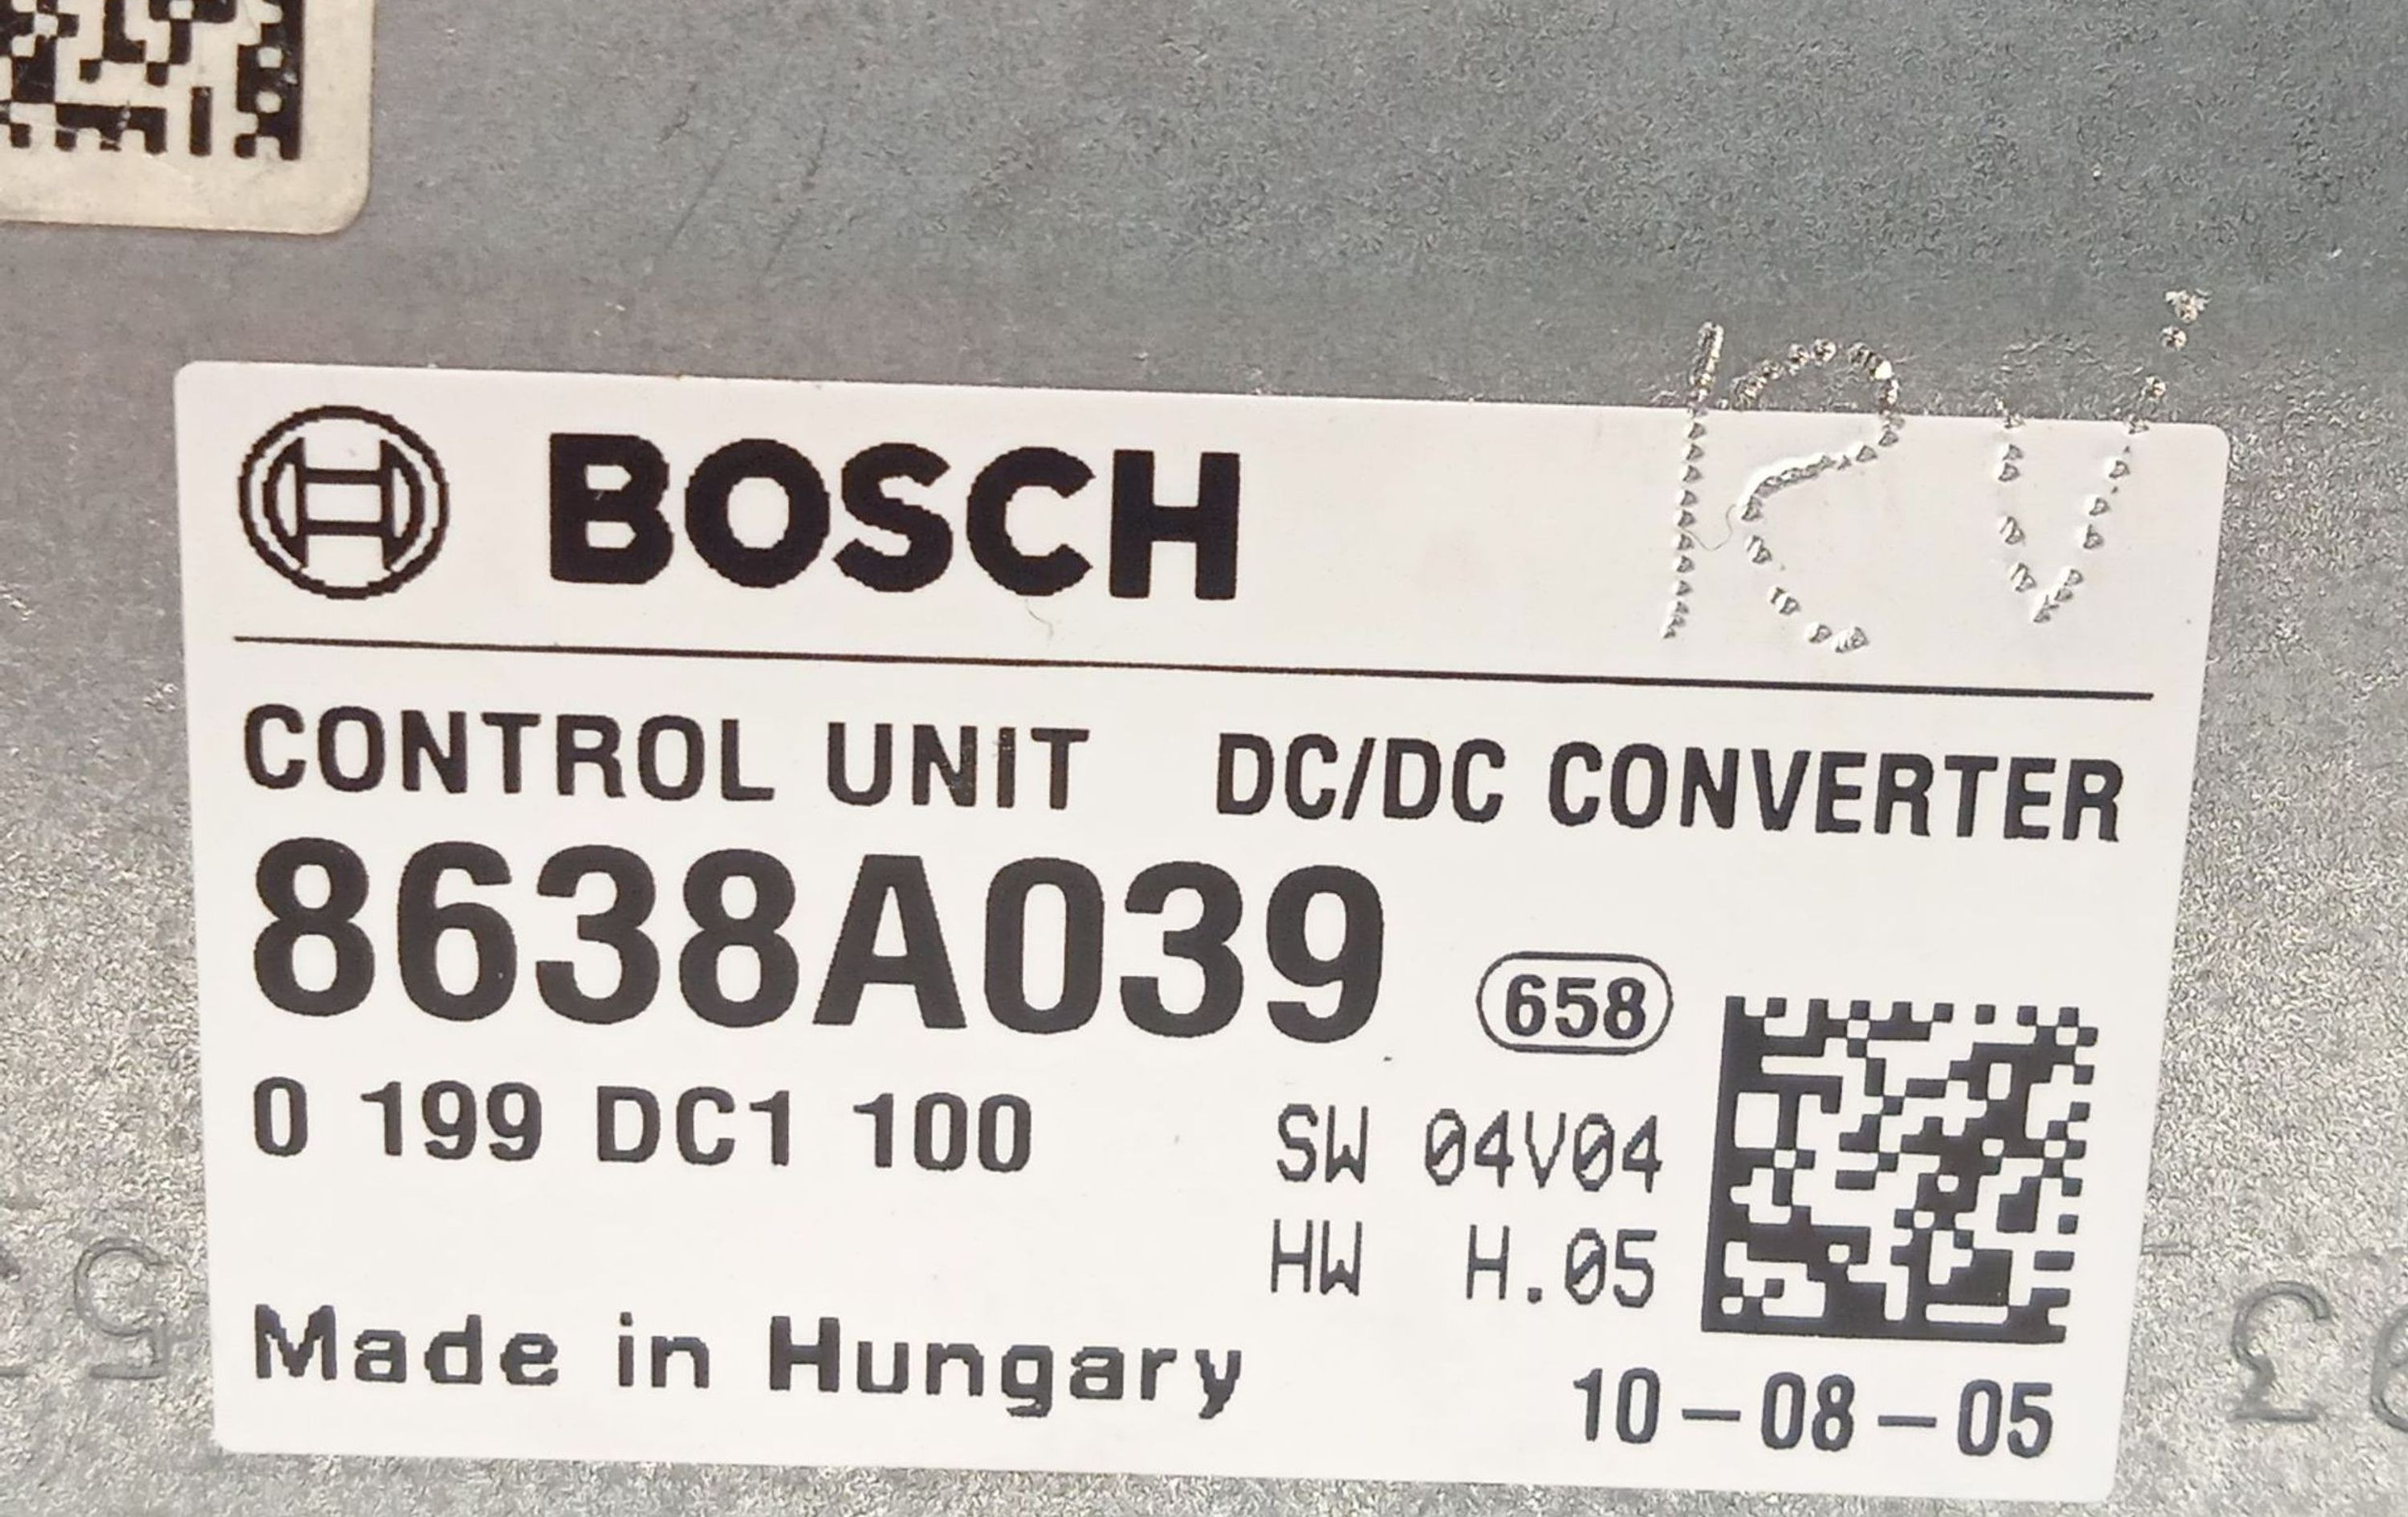 RV
BOSCH
CONTROL UNIT DC/DC CONVERTER
8638A039
658
0 199 DC1 100
SW 04V04
HW H.05
Made in Hungary
10-08-05